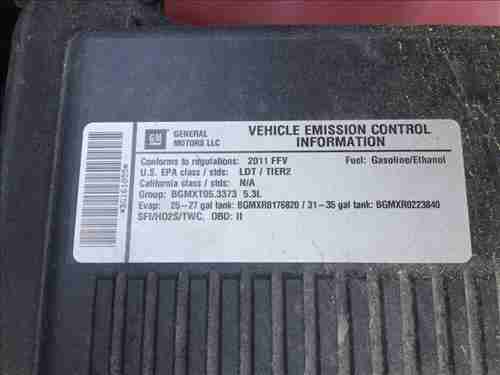 GM
GENERAL MOTORS LLC
VEHICLE EMISSION CONTROL INFORMATION
Conforms to regulations: 2011 FFV Fuel: Gasoline/Ethanol
U.S. EPA class / stds: LDT / TIER2
California class / stds: N/A
Group: BGMXT05.3373 5.3L
Evap: 25-27 gal tank: BGMXR0176820 / 31-35 gal tank: BGMXR0223840
SFI/HO2S/TWC, OBD: II